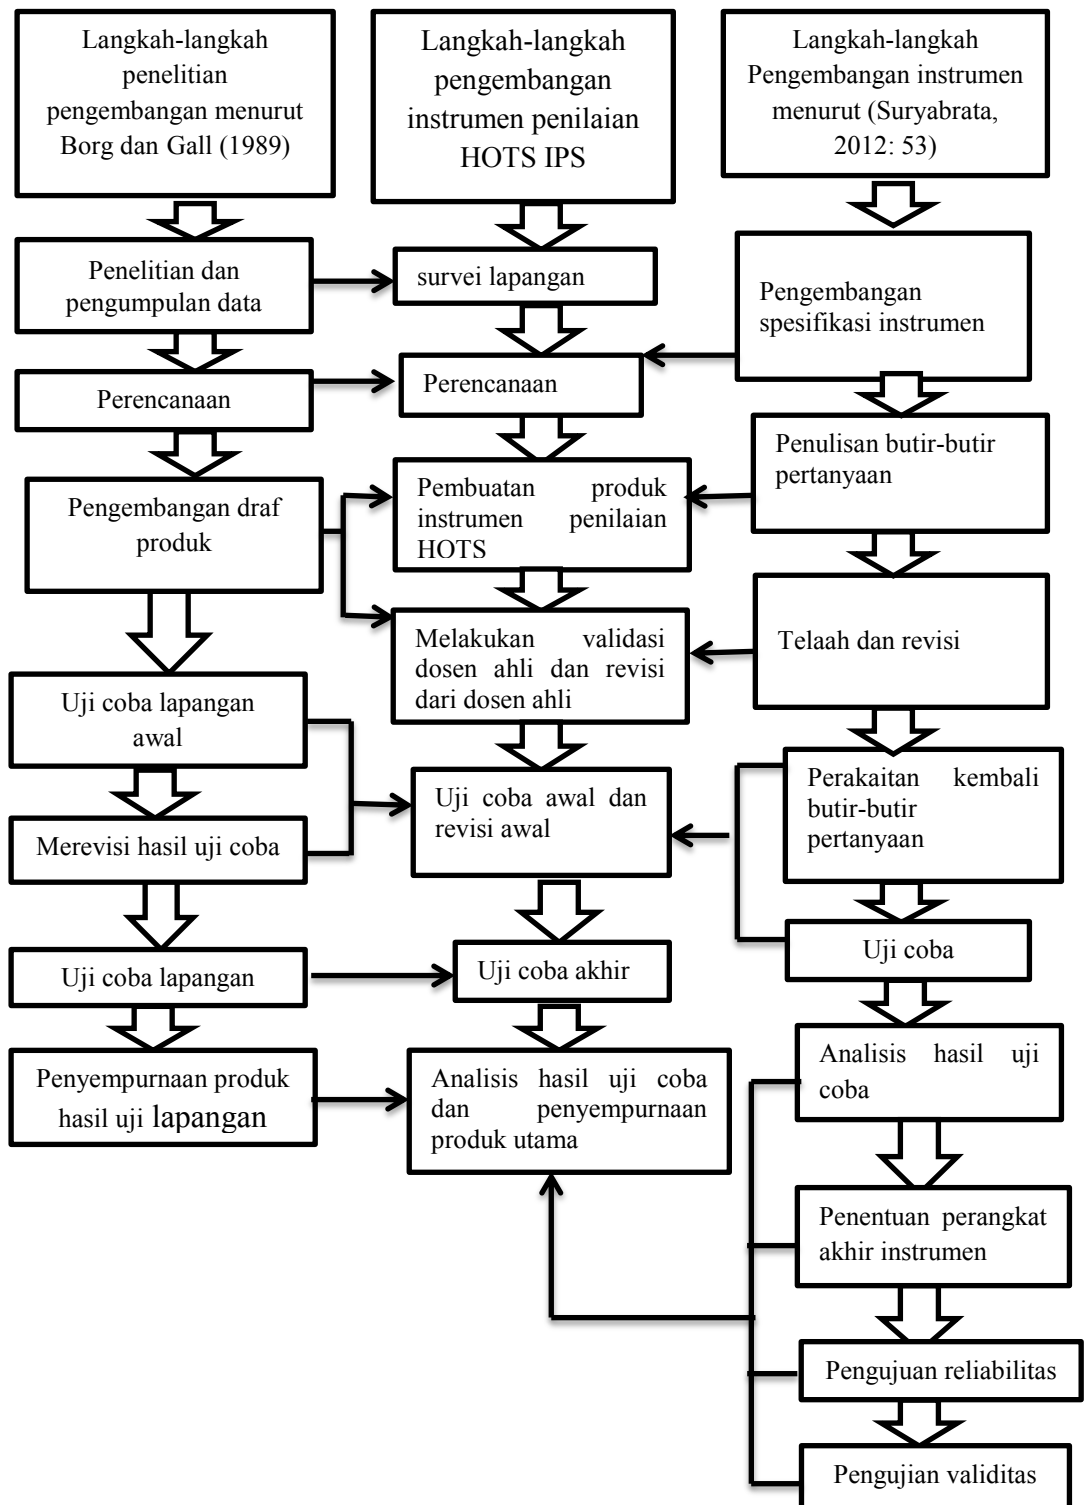 Langkah-langkah
penelitian
pengembangan menurut
Borg dan Gall (1989)
Penelitian dan
pengumpulan data
Perencanaan
Pengembangan draf
produk
Uji coba lapangan
awal
Merevisi hasil uji coba
Uji coba lapangan
Penyempurnaan produk
hasil uji lapangan
Langkah-langkah
pengembangan
instrumen penilaian
HOTS IPS
survei lapangan
Perencanaan
Pembuatan produk
instrumen penilaian
HOTS
Melakukan validasi
dosen ahli dan revisi
dari dosen ahli
Uji coba awal dan
revisi awal
Uji coba akhir
Analisis hasil uji coba
dan penyempurnaan
produk utama
Langkah-langkah
Pengembangan instrumen
menurut (Suryabrata,
2012: 53)
Pengembangan
spesifikasi instrumen
Penulisan butir-butir
pertanyaan
Telaah dan revisi
Perakaitan kembali
butir-butir
pertanyaan
Uji coba
Analisis hasil uji
coba
Penentuan perangkat
akhir instrumen
Pengujuan reliabilitas
Pengujian validitas